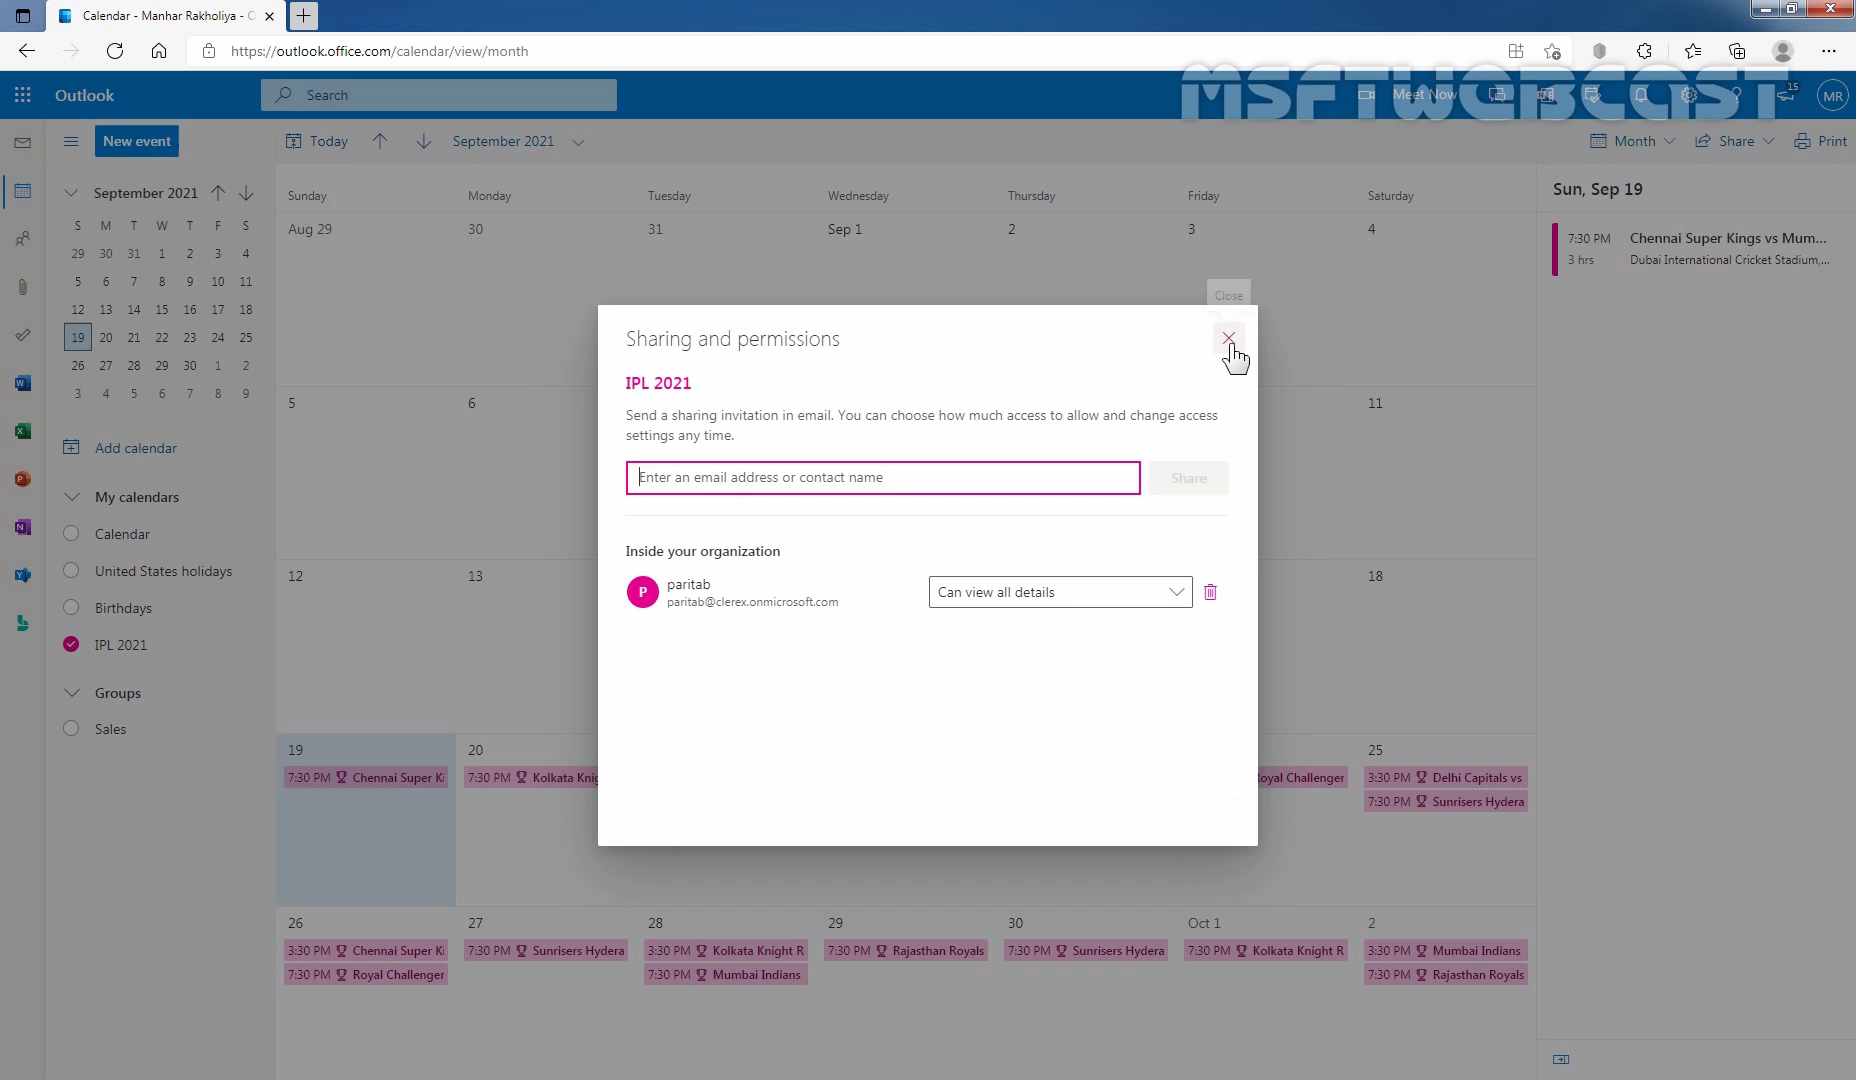 Calendar - Manhar Rakholiya - O
https://outlook.office.com/calendar/view/month
MSFTWEBCAST
Outlook
Search
Meet Now
15
MR
New event
Today
September 2021
Month
Share
Print
September 2021
S M T W T F S
29 30 31 1 2 3 4
5 6 7 8 9 10 11
12 13 14 15 16 17 18
19 20 21 22 23 24 25
26 27 28 29 30 1 2
3 4 5 6 7 8 9
Add calendar
My calendars
Calendar
United States holidays
Birthdays
IPL 2021
Groups
Sales
Sunday Monday Tuesday Wednesday Thursday Friday Saturday
Aug 29 30 31 Sep 1 2 3 4
5 6 11
12 13 18
19 20 25
7:30 PM Chennai Super Ki
7:30 PM Kolkata Knig
Royal Challenger
3:30 PM Delhi Capitals vs
7:30 PM Sunrisers Hydera
26 27 28 29 30 Oct 1 2
3:30 PM Chennai Super Ki
7:30 PM Royal Challenger
7:30 PM Sunrisers Hydera
3:30 PM Kolkata Knight R
7:30 PM Mumbai Indians
7:30 PM Rajasthan Royals
7:30 PM Sunrisers Hydera
7:30 PM Kolkata Knight R
3:30 PM Mumbai Indians
7:30 PM Rajasthan Royals
Close
Sharing and permissions
IPL 2021
Send a sharing invitation in email. You can choose how much access to allow and change access
settings any time.
Enter an email address or contact name
Share
Inside your organization
P
paritab
paritab@clerex.onmicrosoft.com
Can view all details
Sun, Sep 19
7:30 PM Chennai Super Kings vs Mum...
3 hrs Dubai International Cricket Stadium,...